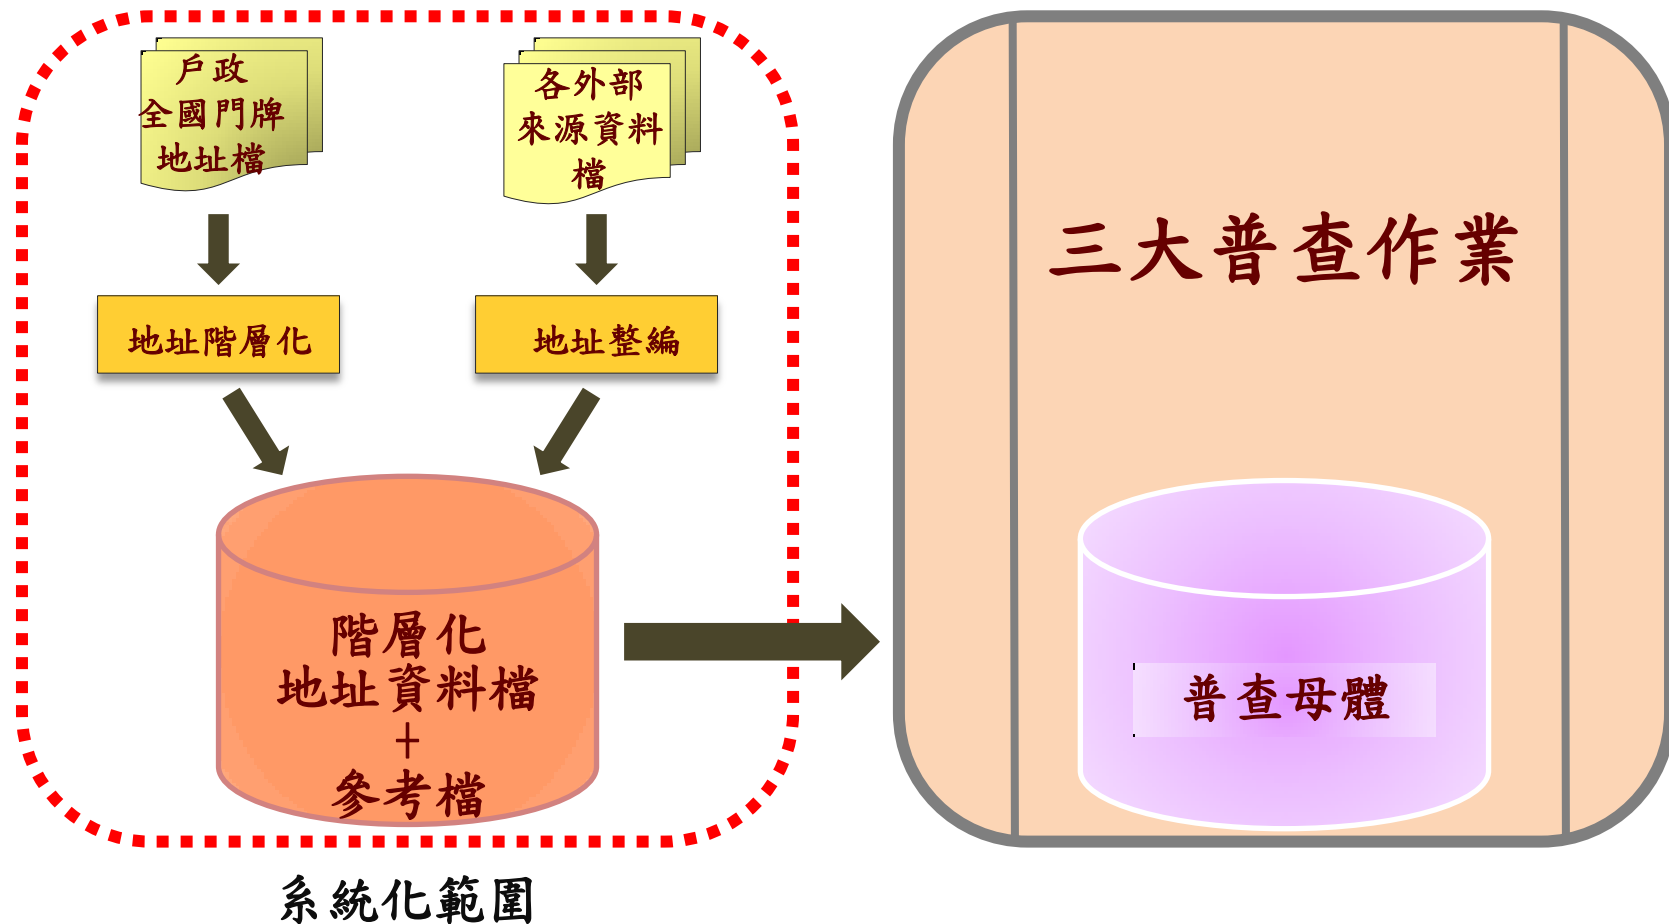 戶政
全國門牌
地址檔
各外部
來源資料
檔
地址階層化
地址整編
階層化
地址資料檔
+
參考檔
系統化範圍
三大普查作業
普查母體